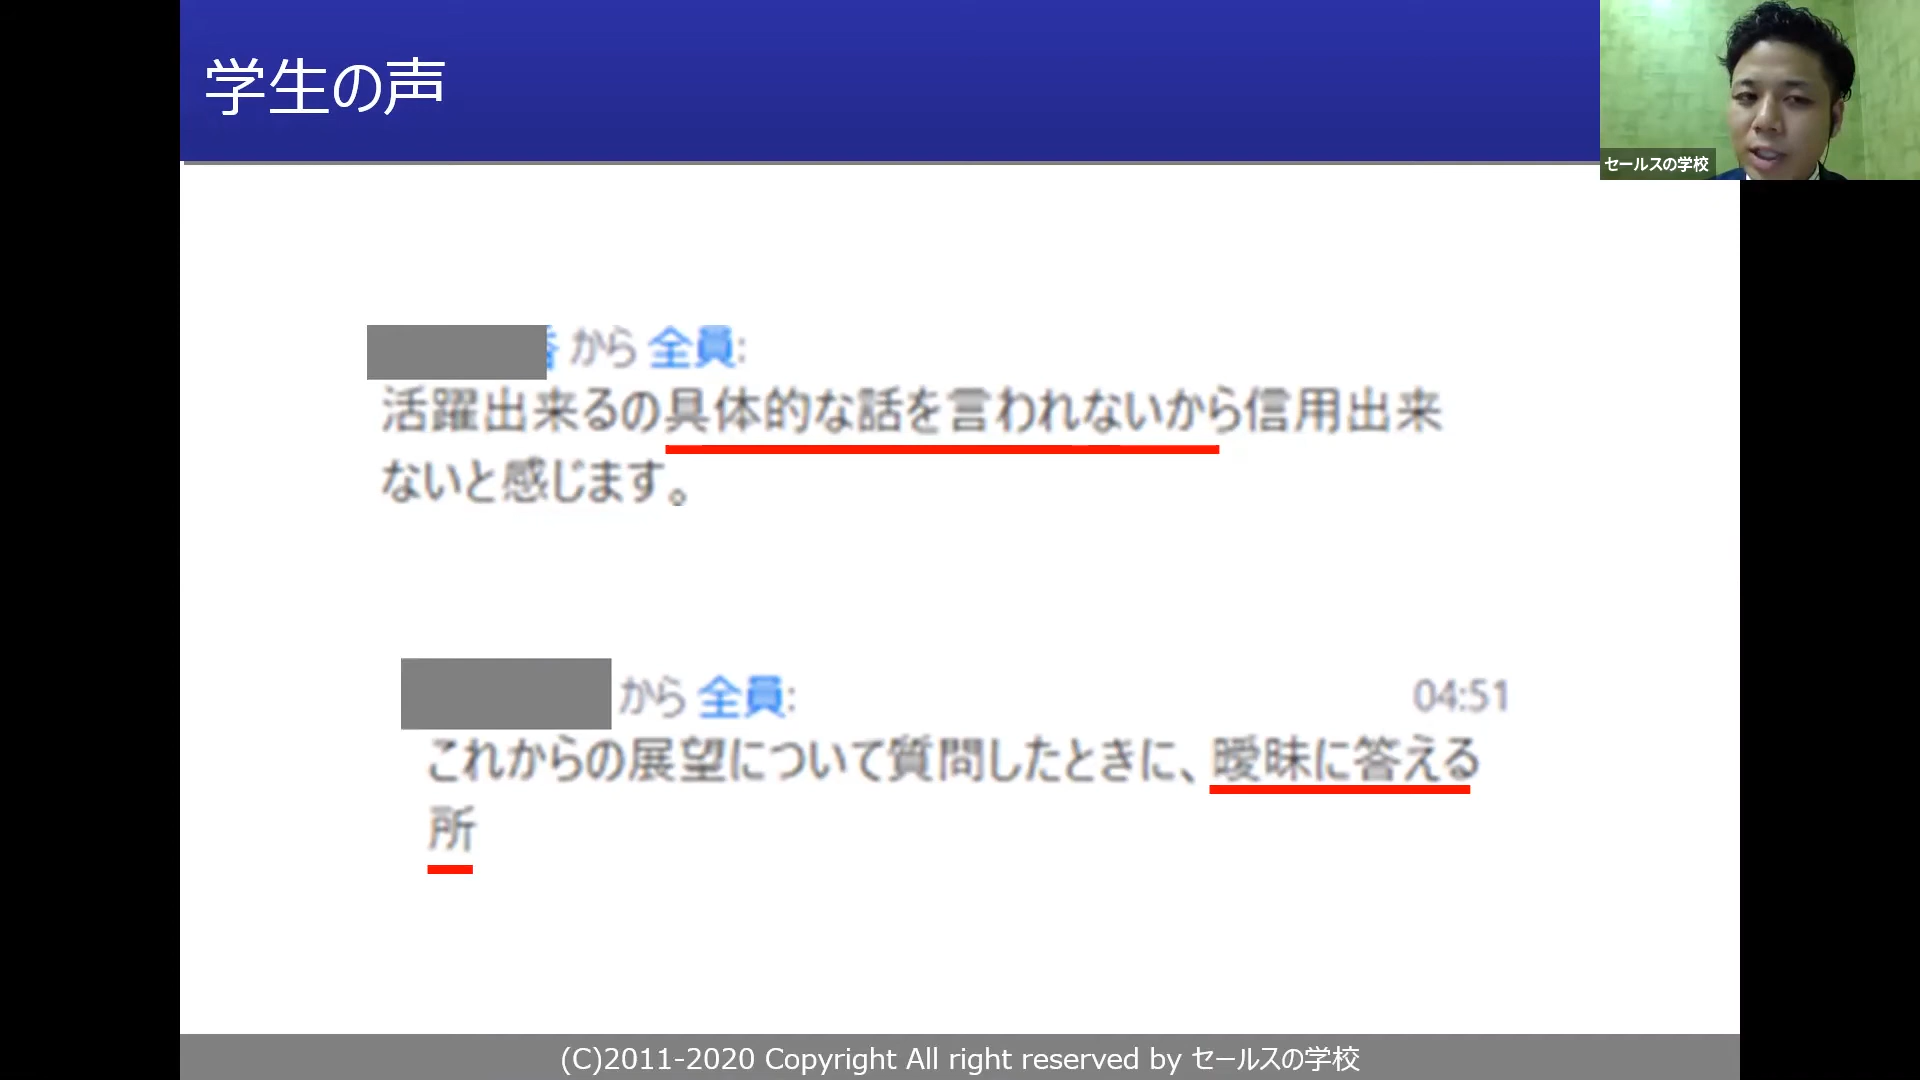 学生の声
セールスの学校
から 全員:
活躍出来るの具体的な話を言われないから信用出来
ないと感じます。
から 全員:
04:51
これからの展望について質問したときに、曖昧に答える
所
(C)2011-2020 Copyright All right reserved by セールスの学校